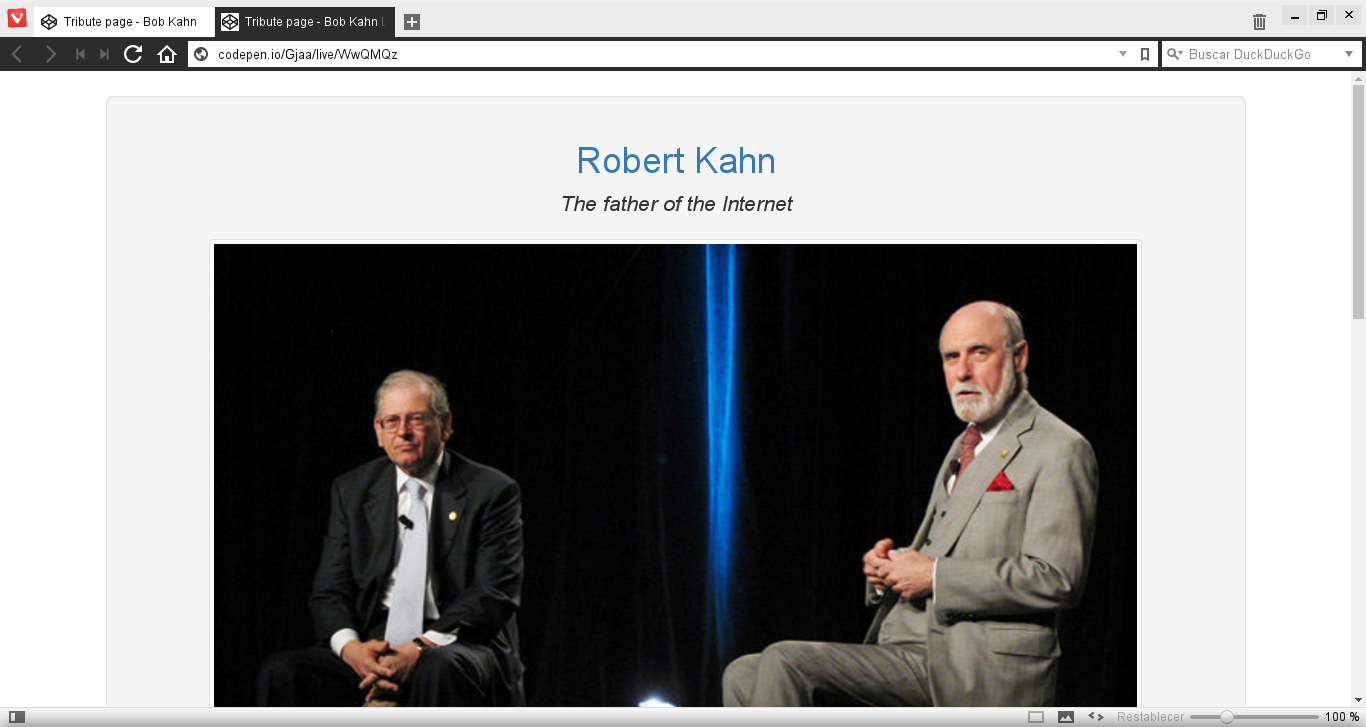 Tribute page - Bob Kahn
Tribute page - Bob Kahn
codepen.io/Gjaa/live/WwQMQz
Buscar DuckDuckGo
Robert Kahn
The father of the Internet
Restablecer
100 %